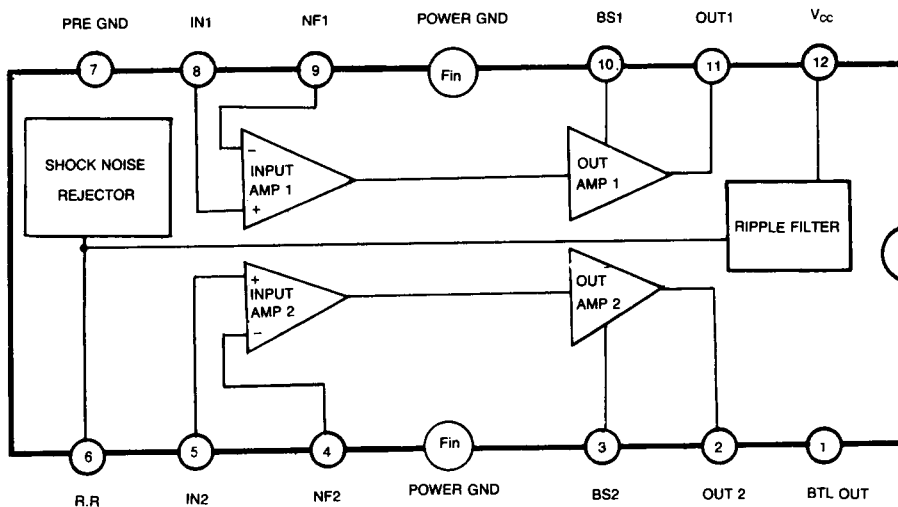 PRE GND
IN1
NF1
POWER GND
BS1
OUT1
VCC
7
8
9
Fin
10
11
12
SHOCK NOISE
REJECTOR
−
INPUT
AMP 1
+
OUT
AMP 1
RIPPLE FILTER
+
INPUT
AMP 2
−
−
OUT
AMP 2
6
5
4
Fin
3
2
1
R.R
IN2
NF2
POWER GND
BS2
OUT 2
BTL OUT